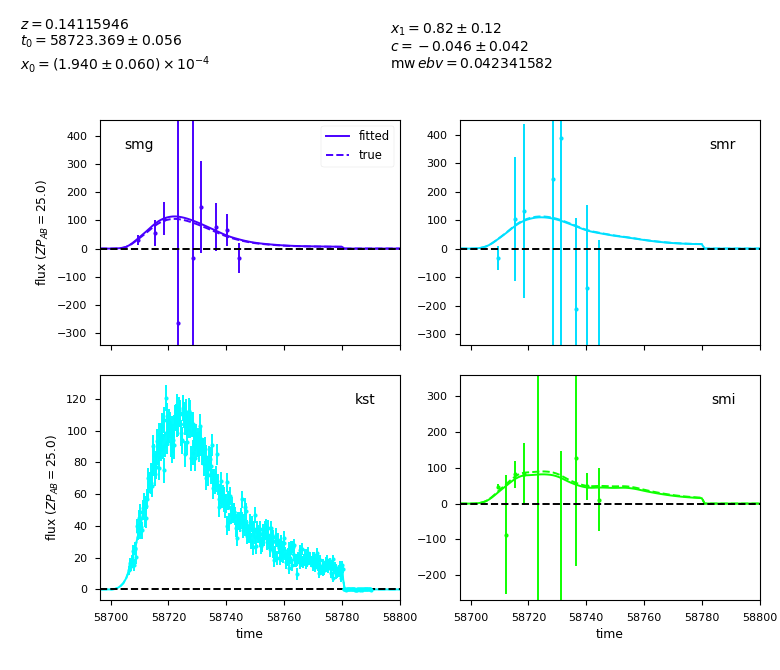 z = 0.14115946
t₀ = 58723.369 ± 0.056
x₀ = (1.940 ± 0.060) × 10⁻⁴
x₁ = 0.82 ± 0.12
c = −0.046 ± 0.042
mw ebv = 0.042341582
smg
fitted
true
400
300
200
100
0
−100
−200
−300
flux (ZP_AB = 25.0)
smr
400
300
200
100
0
−100
−200
−300
kst
120
100
80
60
40
20
0
flux (ZP_AB = 25.0)
58700 58720 58740 58760 58780 58800
time
smi
300
200
100
0
−100
−200
58700 58720 58740 58760 58780 58800
time